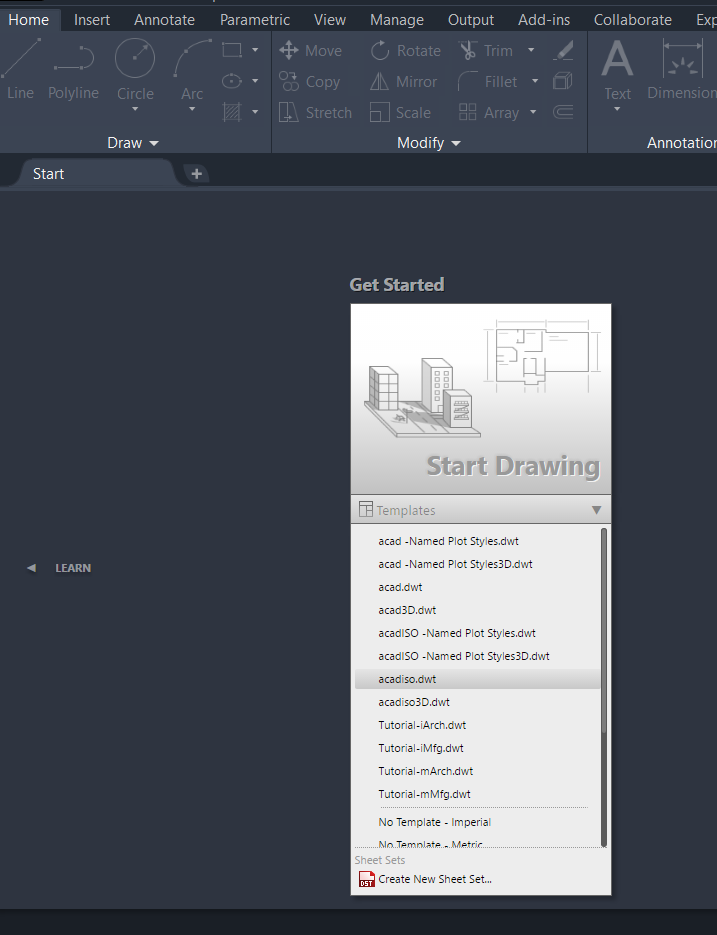 Home Insert Annotate Parametric View Manage Output Add-ins Collaborate Exp
Move Rotate Trim
Copy Mirror Fillet
Stretch Scale Array
Line Polyline Circle Arc
Text Dimension
Draw Modify Annotation
Start
Get Started
Start Drawing
Templates
acad -Named Plot Styles.dwt
acad -Named Plot Styles3D.dwt
acad.dwt
acad3D.dwt
acadISO -Named Plot Styles.dwt
acadISO -Named Plot Styles3D.dwt
acadiso.dwt
acadiso3D.dwt
Tutorial-iArch.dwt
Tutorial-iMfg.dwt
Tutorial-mArch.dwt
Tutorial-mMfg.dwt
No Template - Imperial
No Template - Metric
Sheet Sets
DST Create New Sheet Set...
LEARN